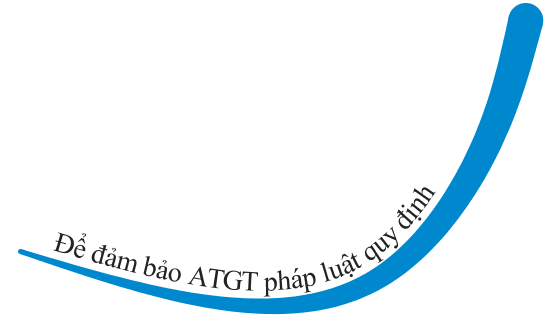 Để đảm bảo ATGT pháp luật quy định